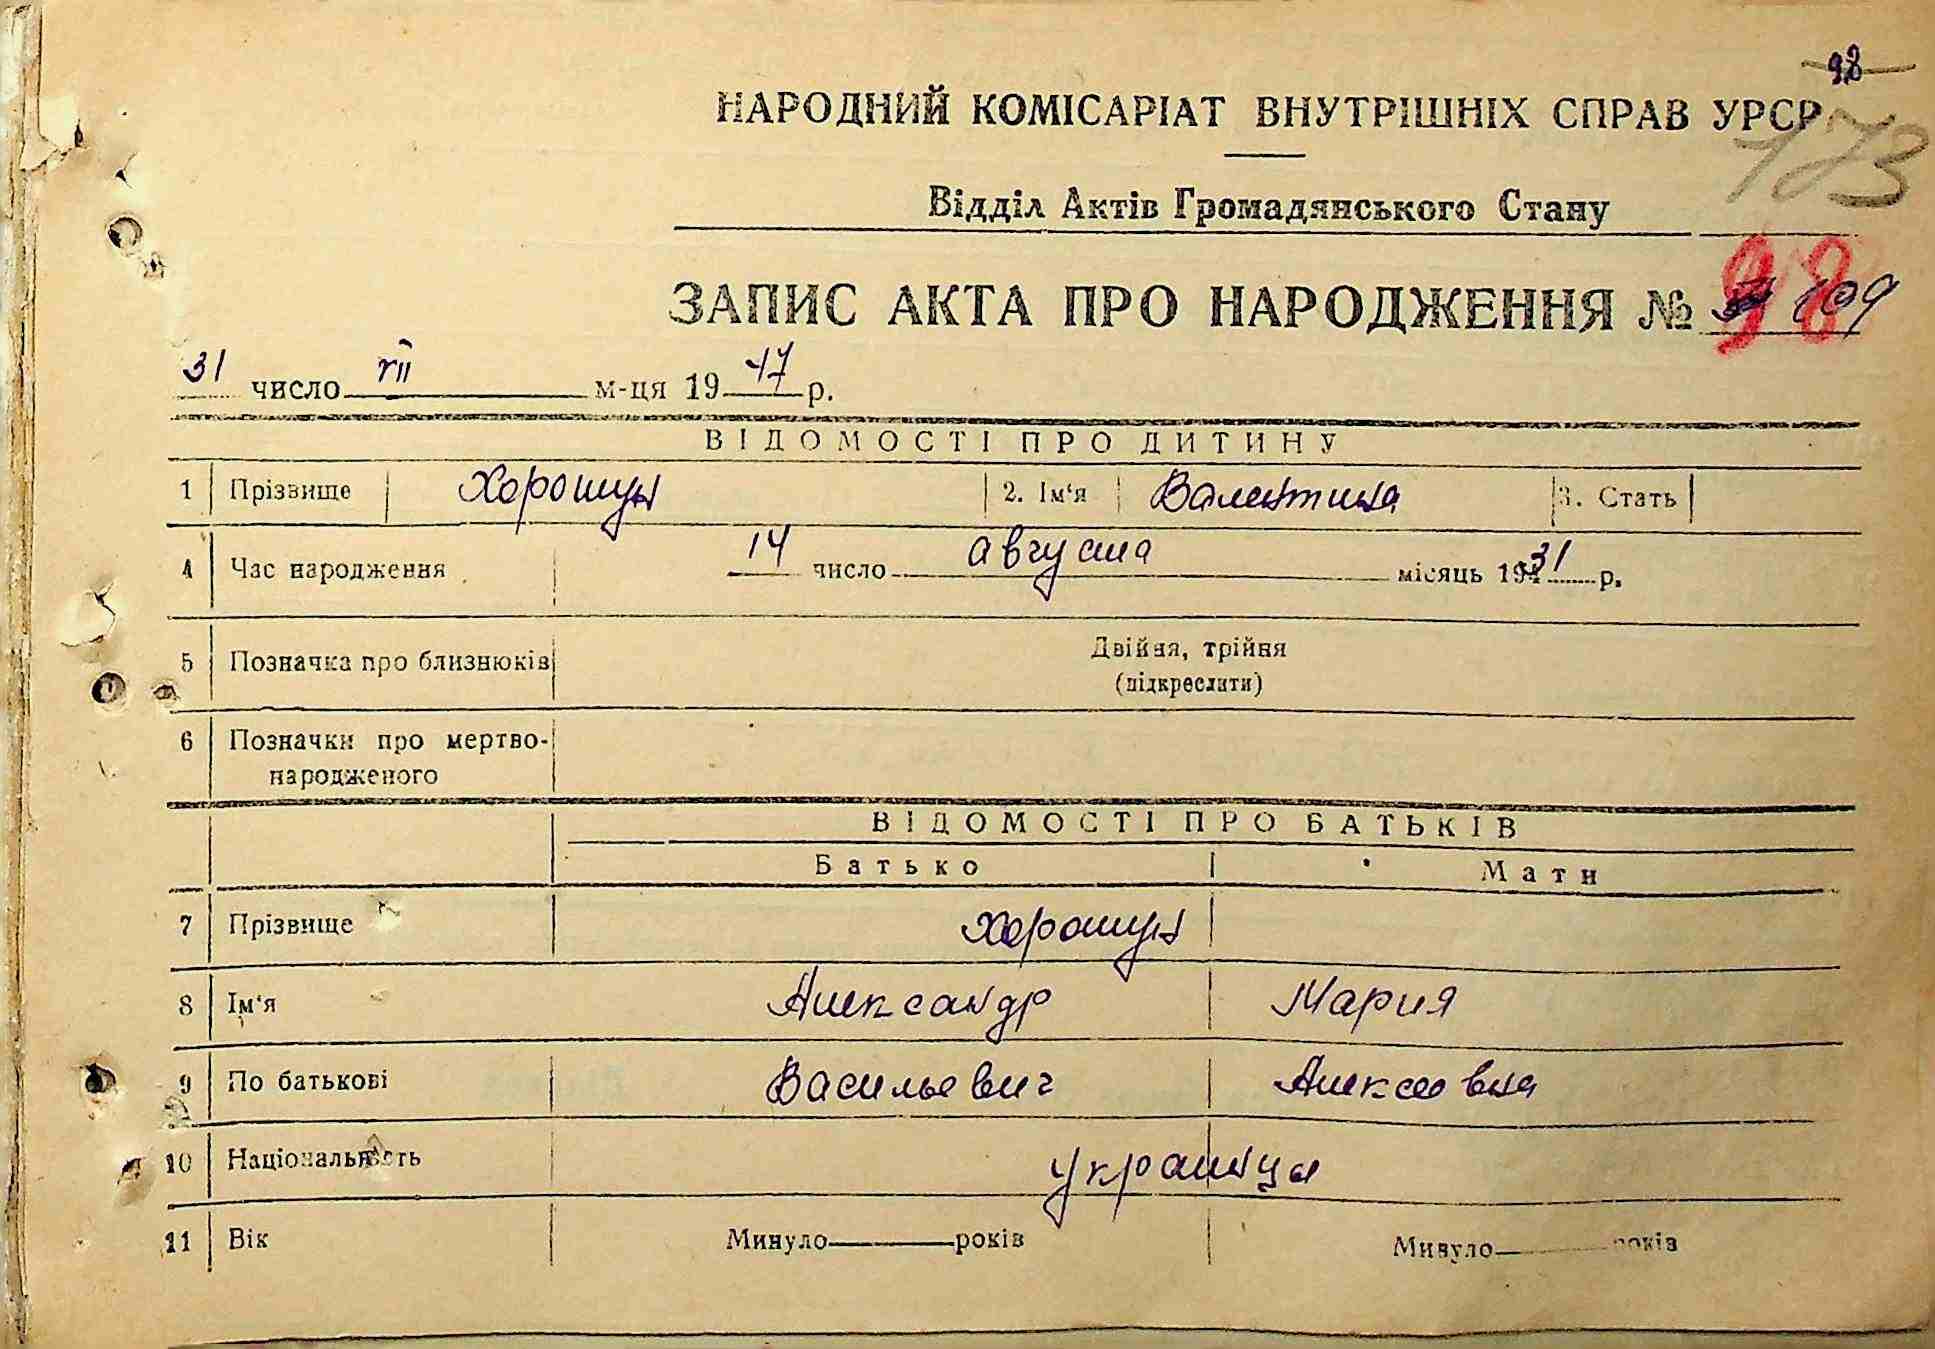 98
НАРОДНИЙ КОМІСАРІАТ ВНУТРІШНІХ СПРАВ УРСР
173
Відділ Актів Громадянського Стану
98
ЗАПИС АКТА ПРО НАРОДЖЕННЯ № 109
31 число VII м-ця 1947 р.
ВІДОМОСТІ ПРО ДИТИНУ
1 Прізвище Хорошун 2. Ім'я Валентина 3. Стать
4 Час народження 14 число августа місяць 1931 р.
5 Позначка про близнюків Двійня, трійня
(підкреслити)
6 Позначки про мертво-
народженого
ВІДОМОСТІ ПРО БАТЬКІВ
Батько Мати
7 Прізвище Хорошун
8 Ім'я Александр Мария
9 По батькові Васильевич Алексеевна
10 Національність украинцы
11 Вік Минуло років Минуло років